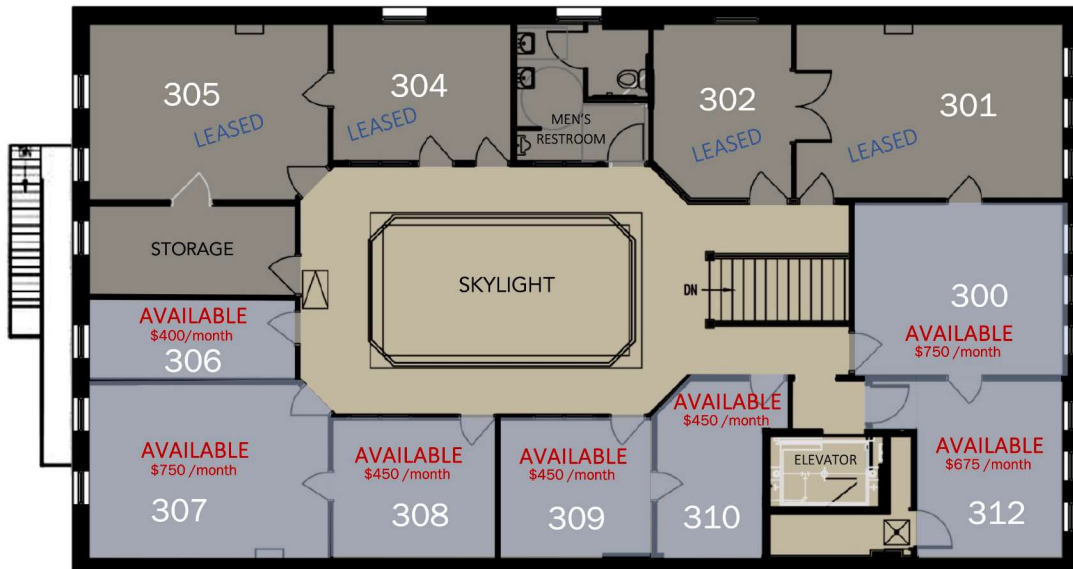 305
LEASED
304
LEASED
MEN'S
RESTROOM
302
LEASED
301
LEASED
DN
STORAGE
SKYLIGHT
DN
300
AVAILABLE
$750 /month
AVAILABLE
$400/month
306
AVAILABLE
$750 /month
307
AVAILABLE
$450 /month
308
AVAILABLE
$450 /month
309
AVAILABLE
$450 /month
310
ELEVATOR
AVAILABLE
$675 /month
312